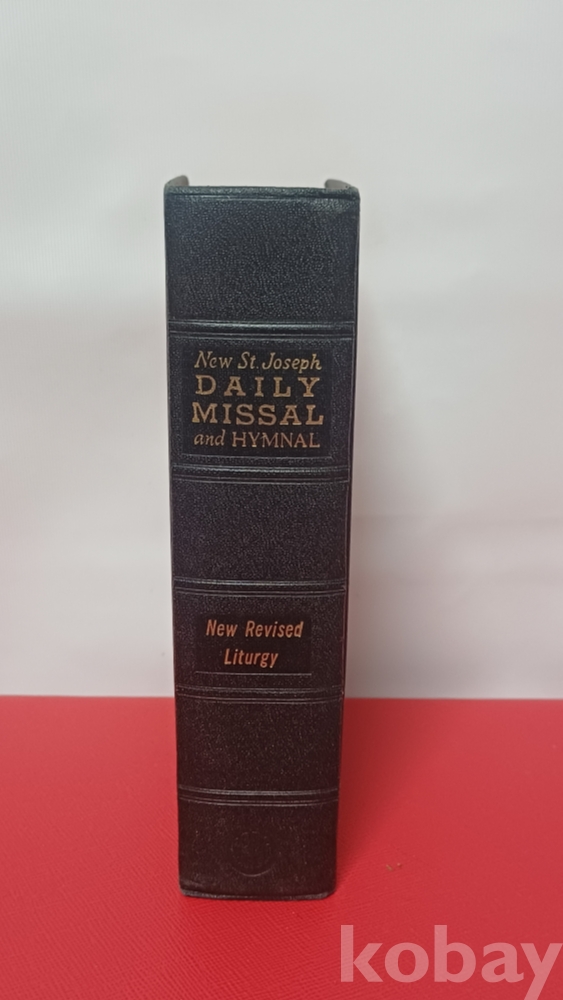 New St. Joseph
DAILY
MISSAL
and HYMNAL
New Revised
Liturgy
kobay